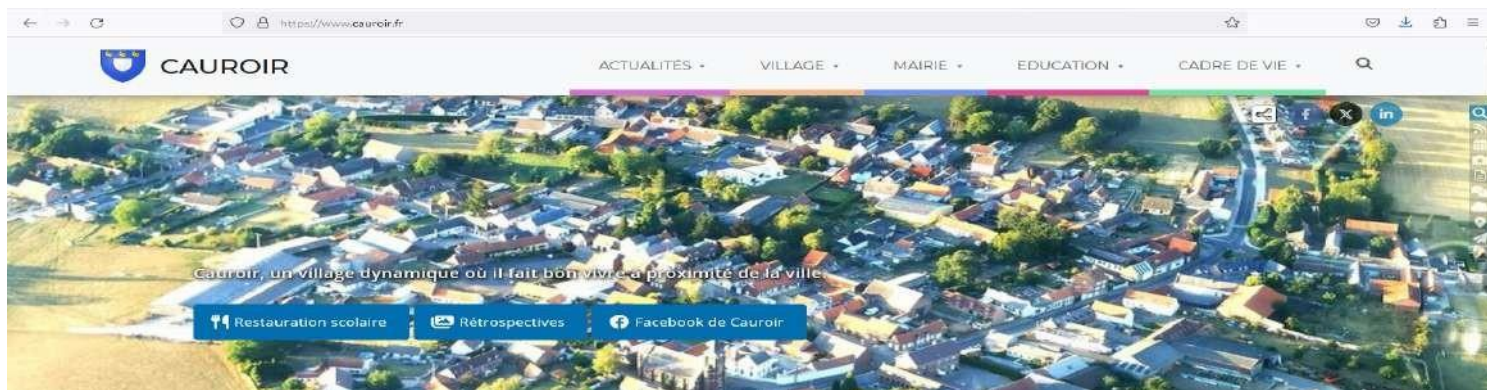 https://www.cauroir.fr
CAUROIR
ACTUALITÉS
VILLAGE
MAIRIE
EDUCATION
CADRE DE VIE
Cauroir, un village dynamique où il fait bon vivre à proximité de la ville.
Restauration scolaire
Rétrospectives
Facebook de Cauroir